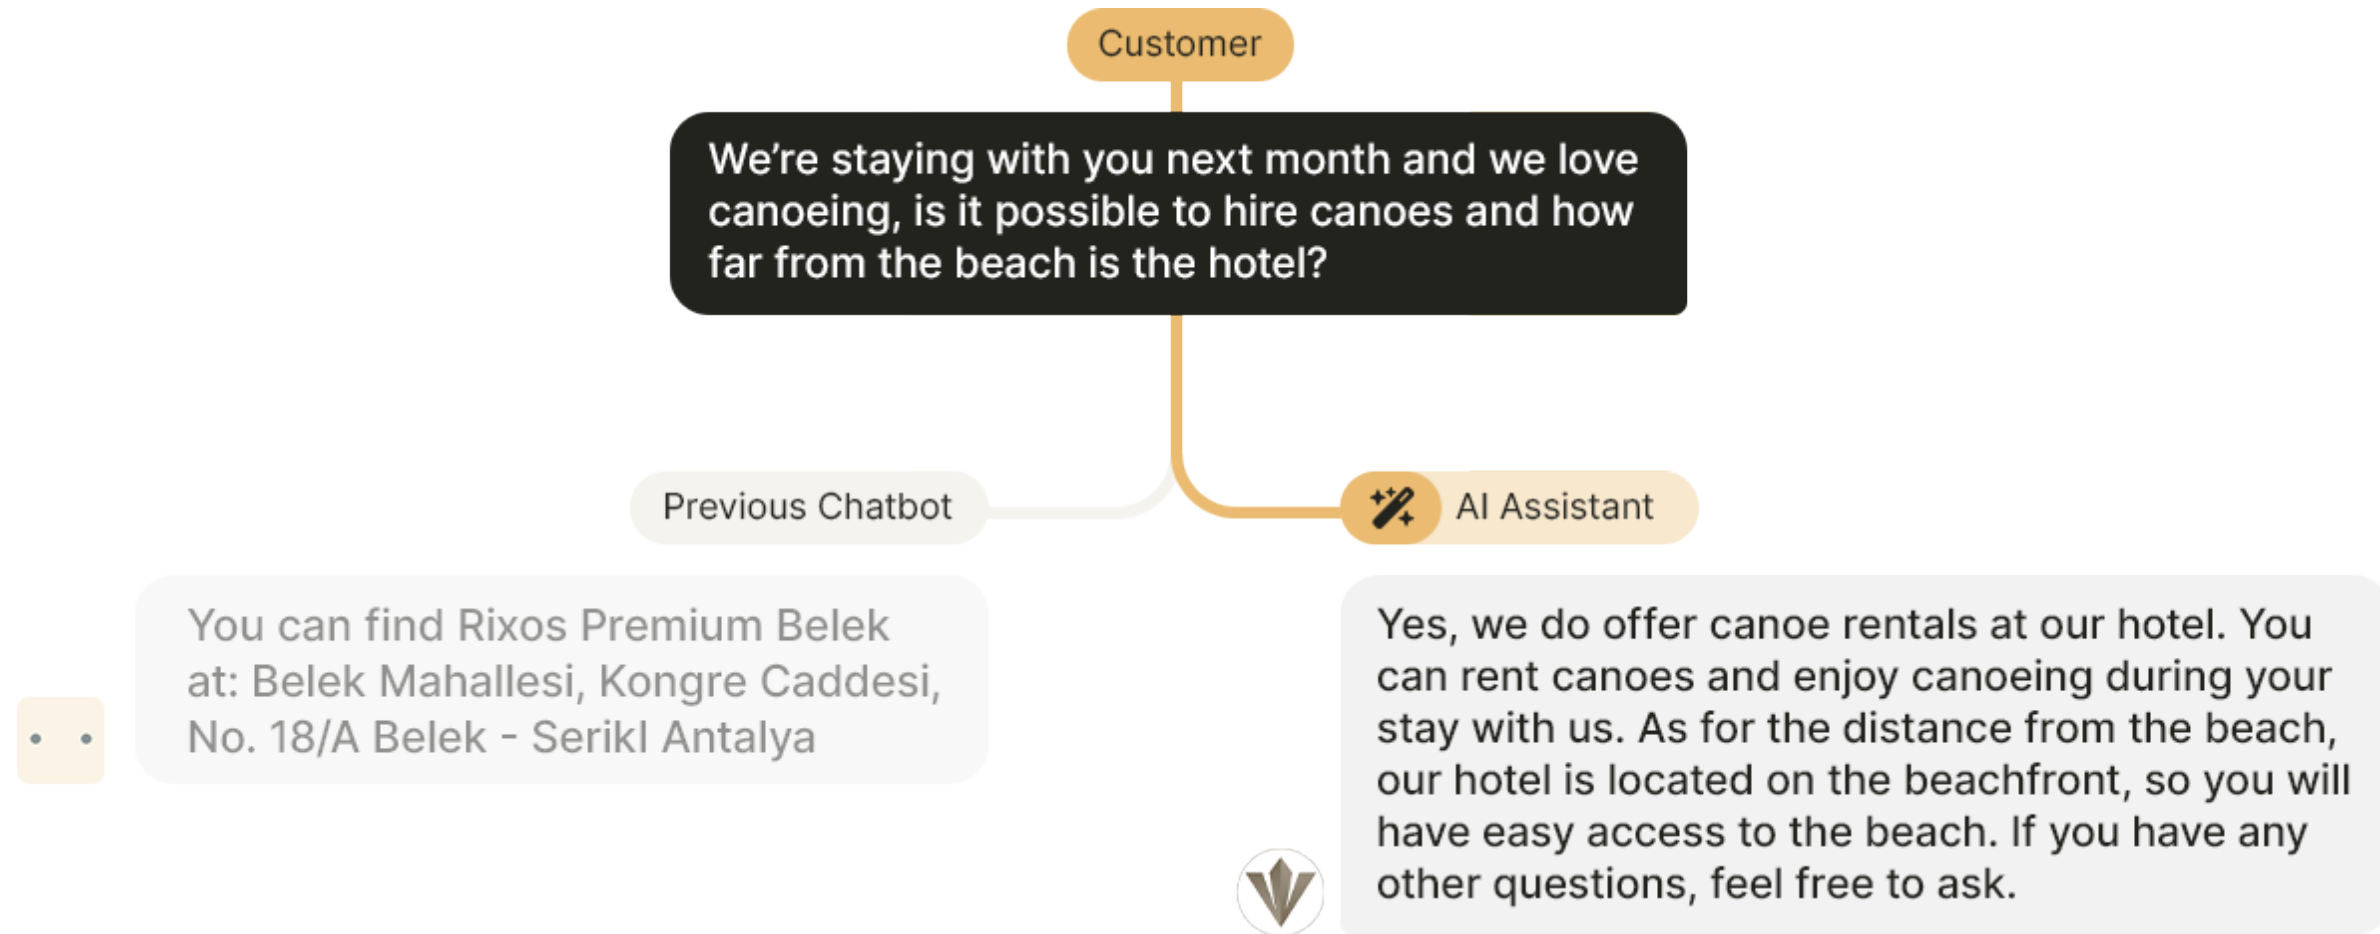 Customer
We’re staying with you next month and we love
canoeing, is it possible to hire canoes and how
far from the beach is the hotel?
Previous Chatbot
You can find Rixos Premium Belek
at: Belek Mahallesi, Kongre Caddesi,
No. 18/A Belek - Serikl Antalya
AI Assistant
Yes, we do offer canoe rentals at our hotel. You
can rent canoes and enjoy canoeing during your
stay with us. As for the distance from the beach,
our hotel is located on the beachfront, so you will
have easy access to the beach. If you have any
other questions, feel free to ask.